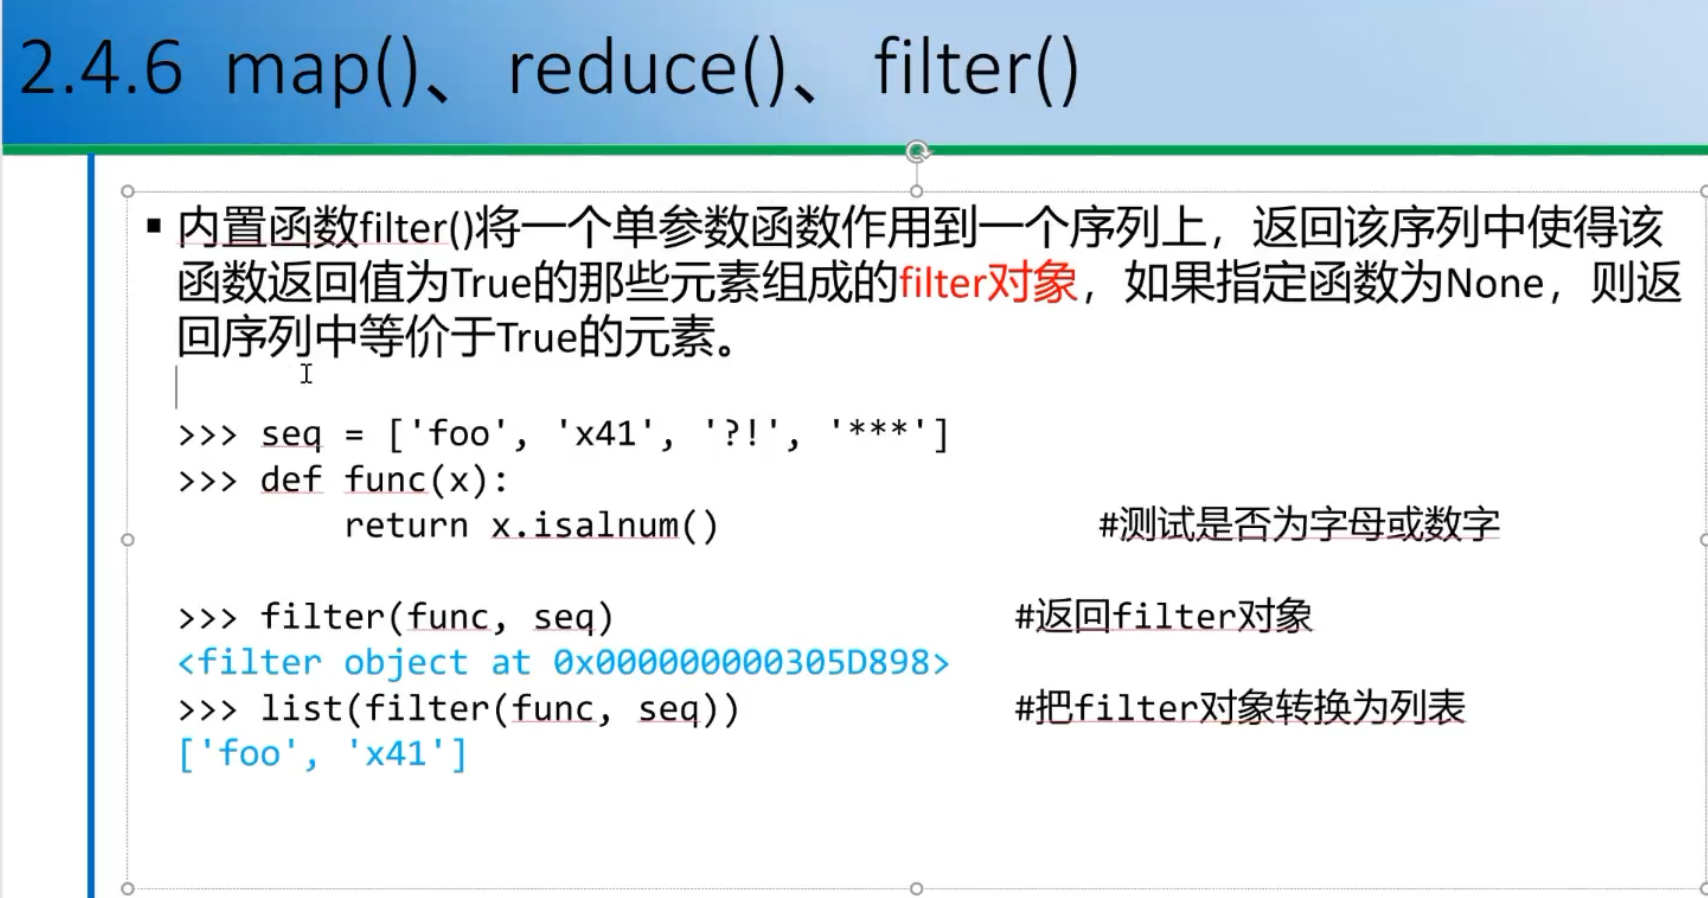 2.4.6 map()、reduce()、filter()
▪ 内置函数filter()将一个单参数函数作用到一个序列上，返回该序列中使得该
函数返回值为True的那些元素组成的filter对象，如果指定函数为None，则返
回序列中等价于True的元素。
>>> seq = ['foo', 'x41', '?!', '***']
>>> def func(x):
return x.isalnum() #测试是否为字母或数字
>>> filter(func, seq) #返回filter对象
<filter object at 0x000000000305D898>
>>> list(filter(func, seq)) #把filter对象转换为列表
['foo', 'x41']